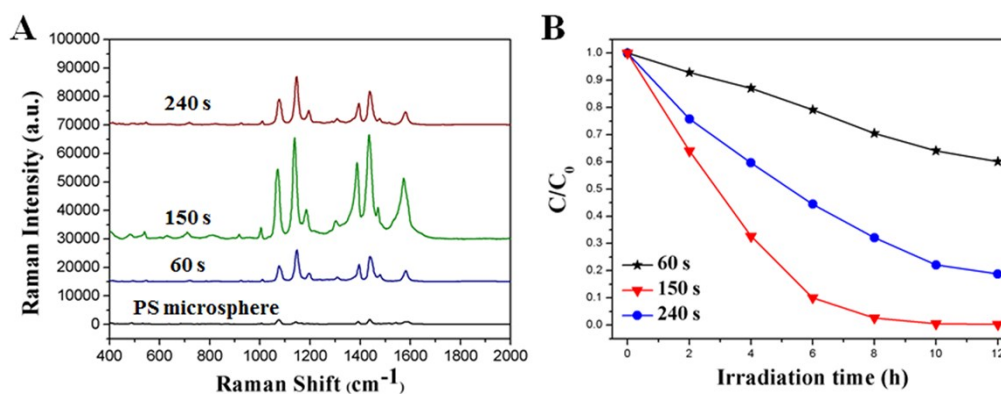 A
Raman Intensity (a.u.)
100000
90000
80000
70000
60000
50000
40000
30000
20000
10000
0
240 s
150 s
60 s
PS microsphere
400 600 800 1000 1200 1400 1600 1800 2000
Raman Shift (cm-1)
B
C/C0
1.0
0.9
0.8
0.7
0.6
0.5
0.4
0.3
0.2
0.1
0.0
60 s
150 s
240 s
0 2 4 6 8 10 12
Irradiation time (h)